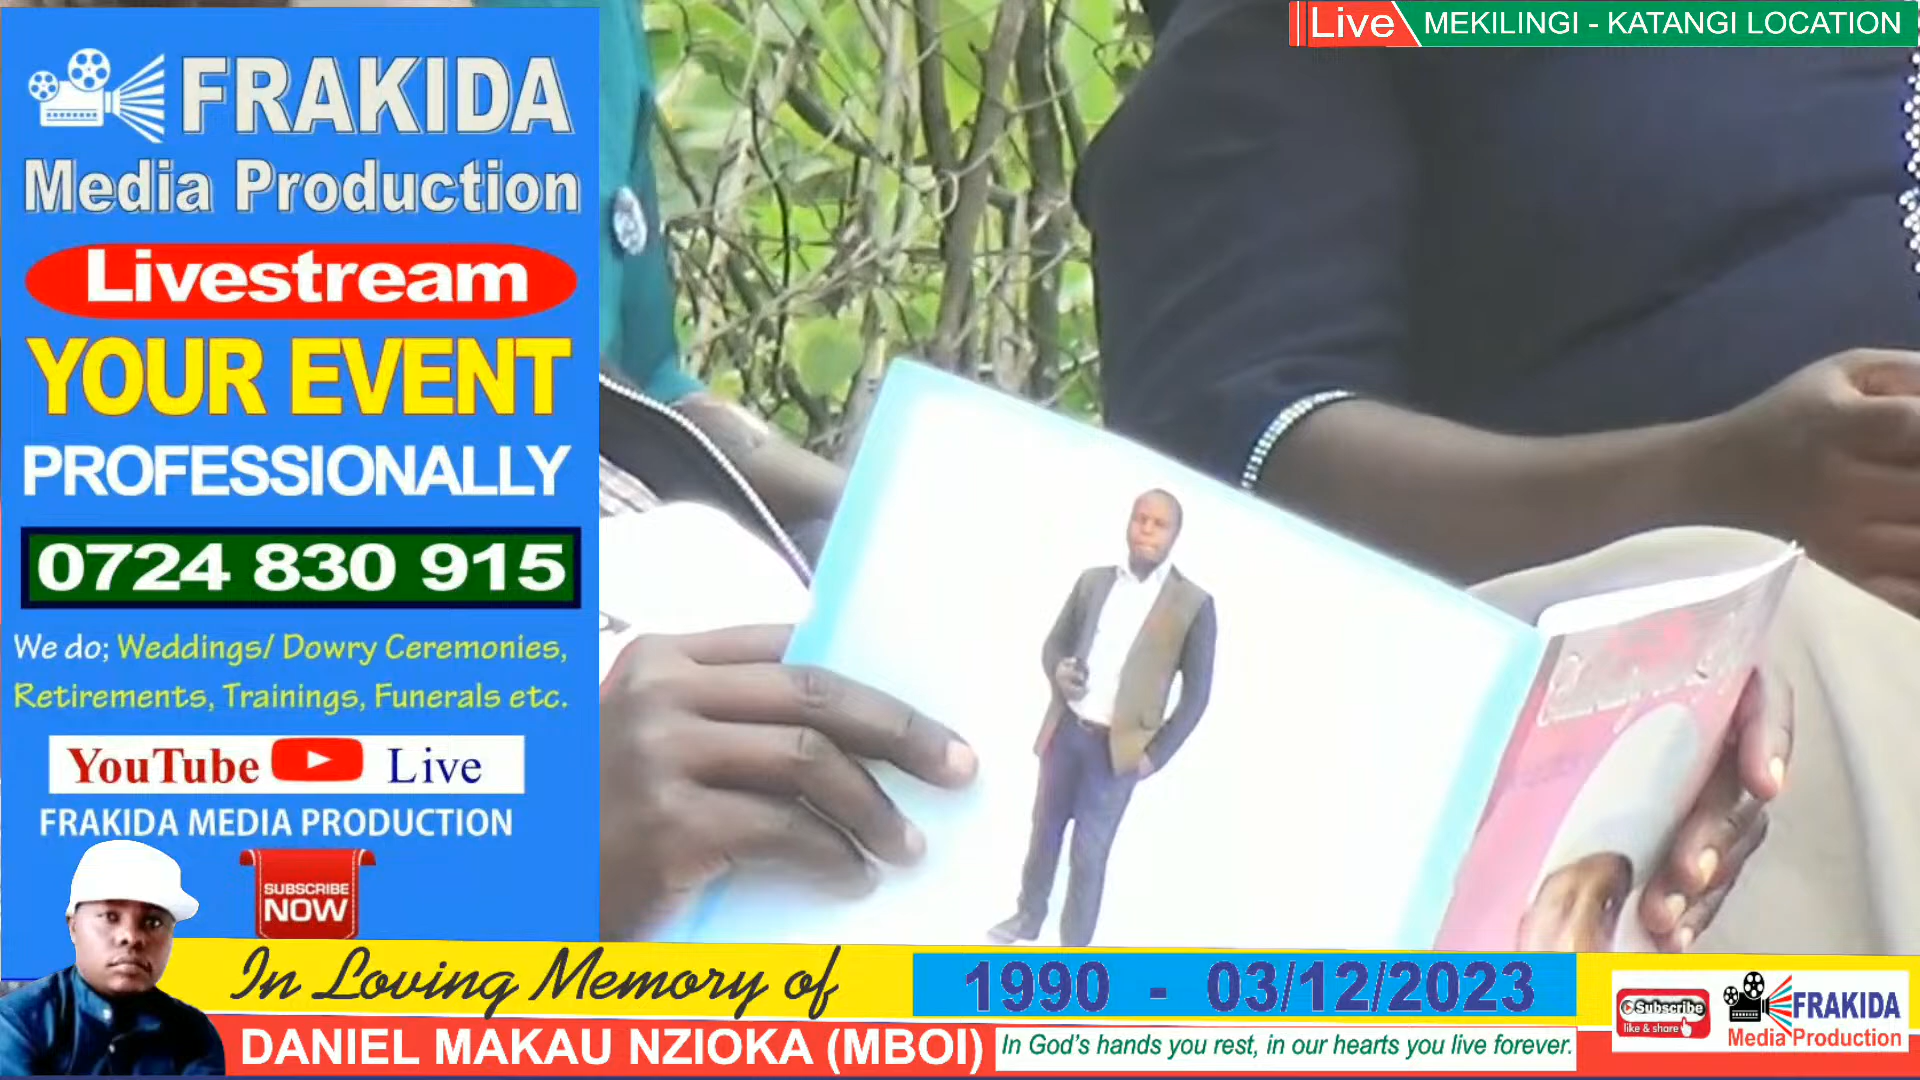 Live MEKILINGI - KATANGI LOCATION
FRAKIDA
Media Production
Livestream
YOUR EVENT
PROFESSIONALLY
0724 830 915
We do; Weddings/ Dowry Ceremonies,
Retirements, Trainings, Funerals etc.
YouTube Live
FRAKIDA MEDIA PRODUCTION
SUBSCRIBE
NOW
In Loving Memory of
1990 - 03/12/2023
DANIEL MAKAU NZIOKA (MBOI)
In God's hands you rest, in our hearts you live forever.
Subscribe
like & share
FRAKIDA
Media Production